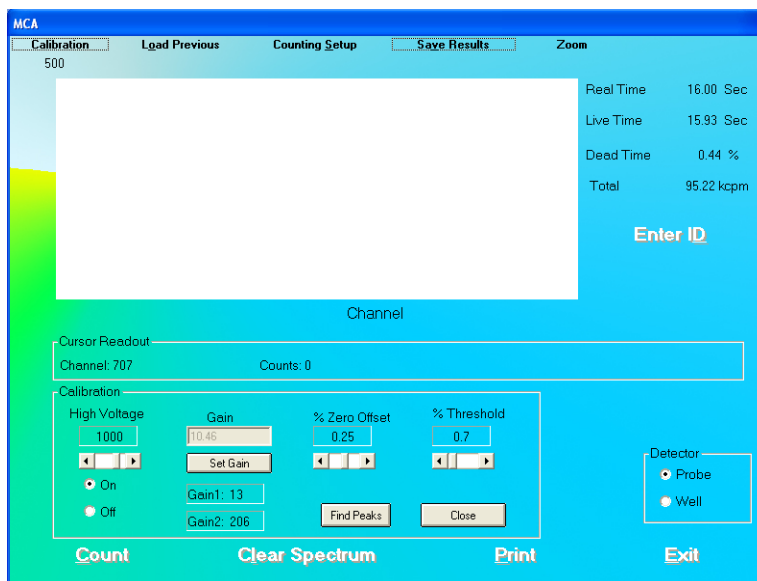 MCA
Calibration Load Previous Counting Setup Save Results Zoom
500
Real Time 16.00 Sec
Live Time 15.93 Sec
Dead Time 0.44 %
Total 95.22 kcpm
Enter ID
Channel
Cursor Readout
Channel: 707 Counts: 0
Calibration
High Voltage Gain % Zero Offset % Threshold
1000 10.46 0.25 0.7
Set Gain
On
Off
Gain1: 13
Gain2: 206
Find Peaks Close
Detector
Probe
Well
Count Clear Spectrum Print Exit